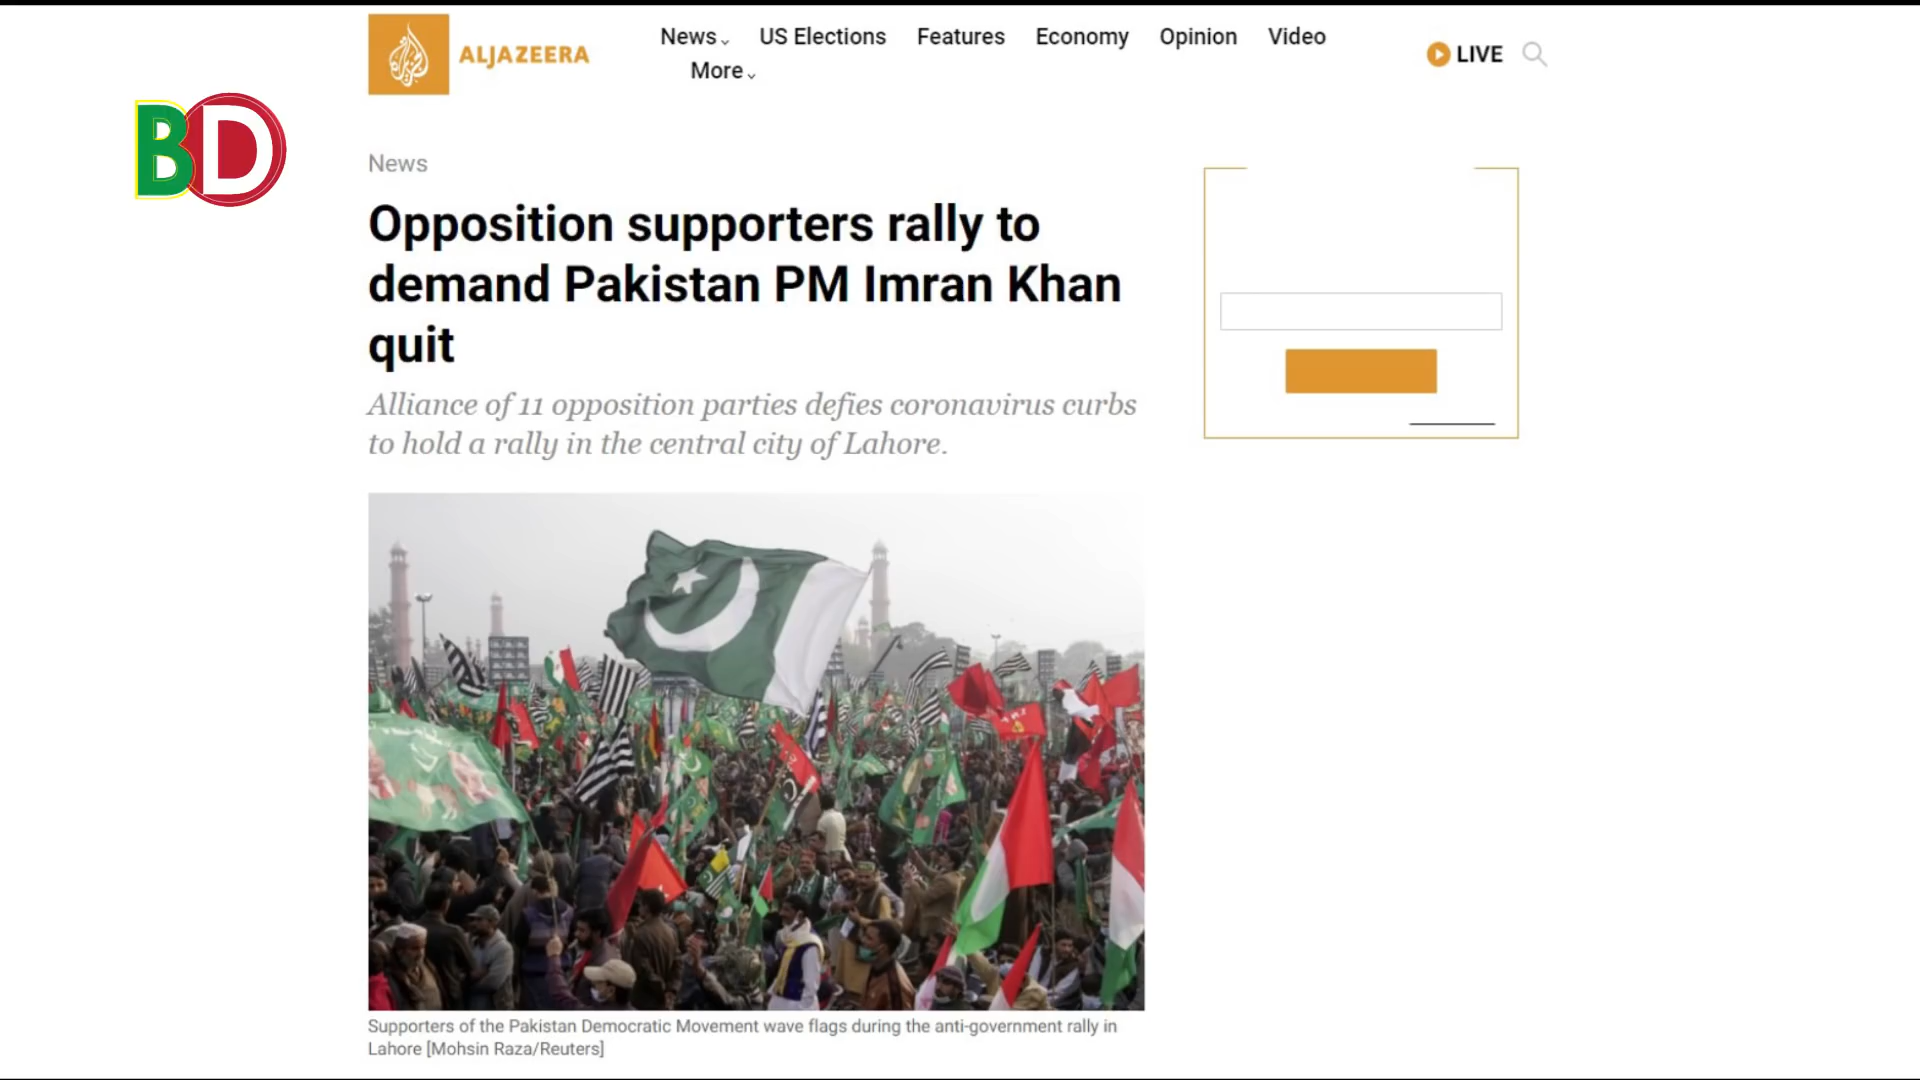 ALJAZEERA
News
US Elections
Features
Economy
Opinion
Video
More
LIVE
BD
News
Opposition supporters rally to
demand Pakistan PM Imran Khan
quit
Alliance of 11 opposition parties defies coronavirus curbs
to hold a rally in the central city of Lahore.
Supporters of the Pakistan Democratic Movement wave flags during the anti-government rally in
Lahore [Mohsin Raza/Reuters]